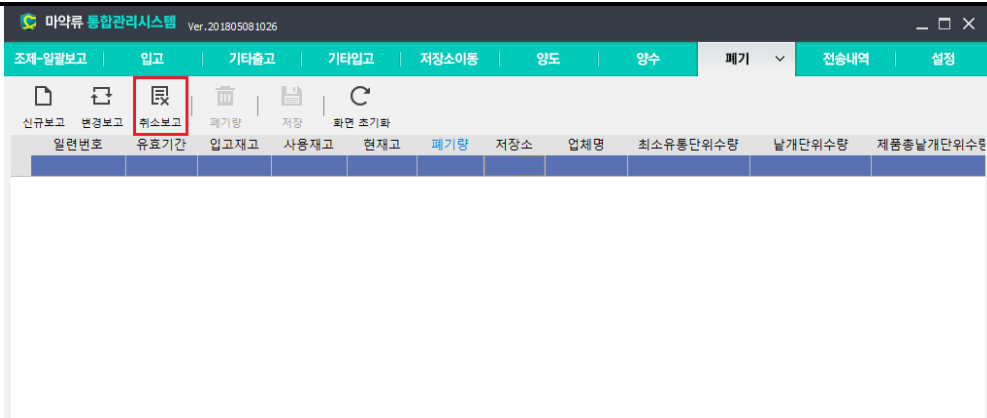 마약류 통합관리시스템 Ver.201805081026
조제-일괄보고 입고 기타출고 기타입고 저장소이동 양도 양수 폐기 전송내역 설정
신규보고 변경보고 취소보고 폐기량 저장 화면 초기화
일련번호 유효기간 입고재고 사용재고 현재고 폐기량 저장소 업체명 최소유통단위수량 낱개단위수량 제품총낱개단위수량